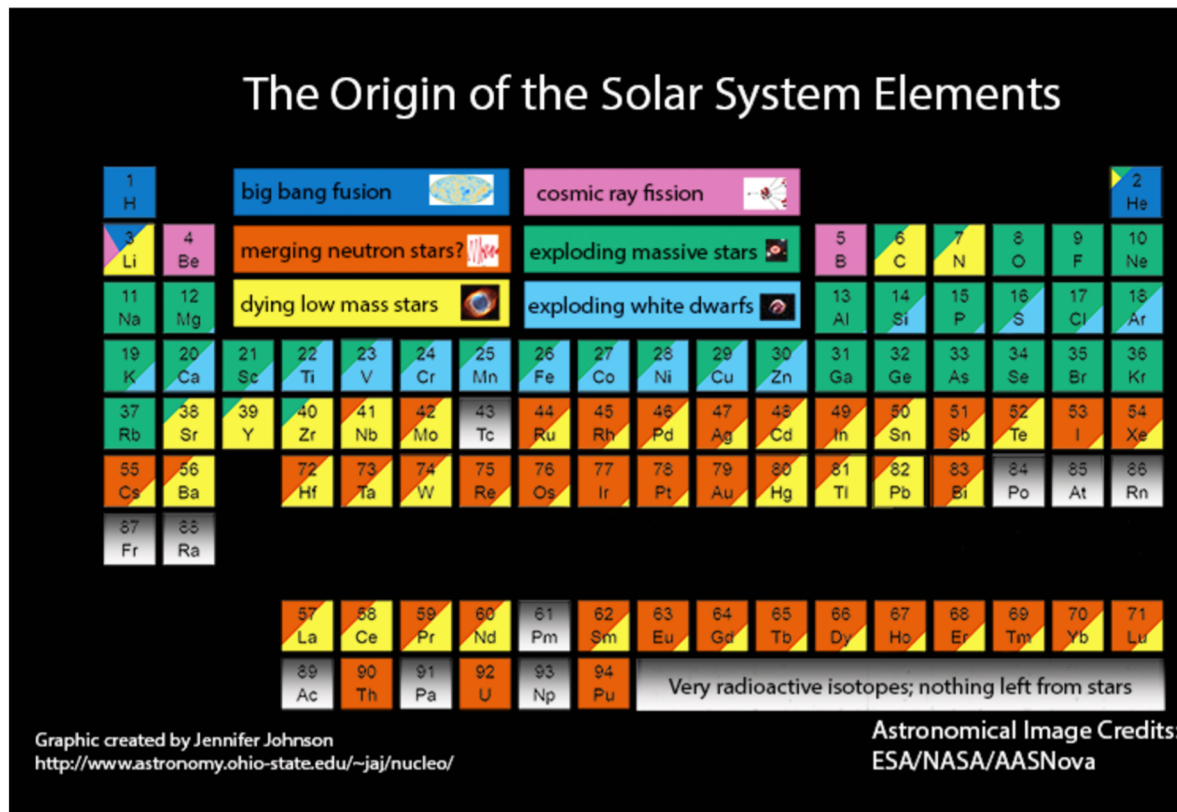 The Origin of the Solar System Elements
1 big bang fusion cosmic ray fission 2
H He
3 4 merging neutron stars? exploding massive stars 5 6 7 8 9 10
Li Be B C N O F Ne
11 12 dying low mass stars exploding white dwarfs 13 14 15 16 17 18
Na Mg Al Si P S Cl Ar
19 20 21 22 23 24 25 26 27 28 29 30 31 32 33 34 35 36
K Ca Sc Ti V Cr Mn Fe Co Ni Cu Zn Ga Ge As Se Br Kr
37 38 39 40 41 42 43 44 45 46 47 48 49 50 51 52 53 54
Rb Sr Y Zr Nb Mo Tc Ru Rh Pd Ag Cd In Sn Sb Te I Xe
55 56 72 73 74 75 76 77 78 79 80 81 82 83 84 85 86
Cs Ba Hf Ta W Re Os Ir Pt Au Hg Tl Pb Bi Po At Rn
87 88
Fr Ra
57 58 59 60 61 62 63 64 65 66 67 68 69 70 71
La Ce Pr Nd Pm Sm Eu Gd Tb Dy Ho Er Tm Yb Lu
89 90 91 92 93 94 Very radioactive isotopes; nothing left from stars
Ac Th Pa U Np Pu
Graphic created by Jennifer Johnson
http://www.astronomy.ohio-state.edu/~jaj/nucleo/
Astronomical Image Credits:
ESA/NASA/AASNova